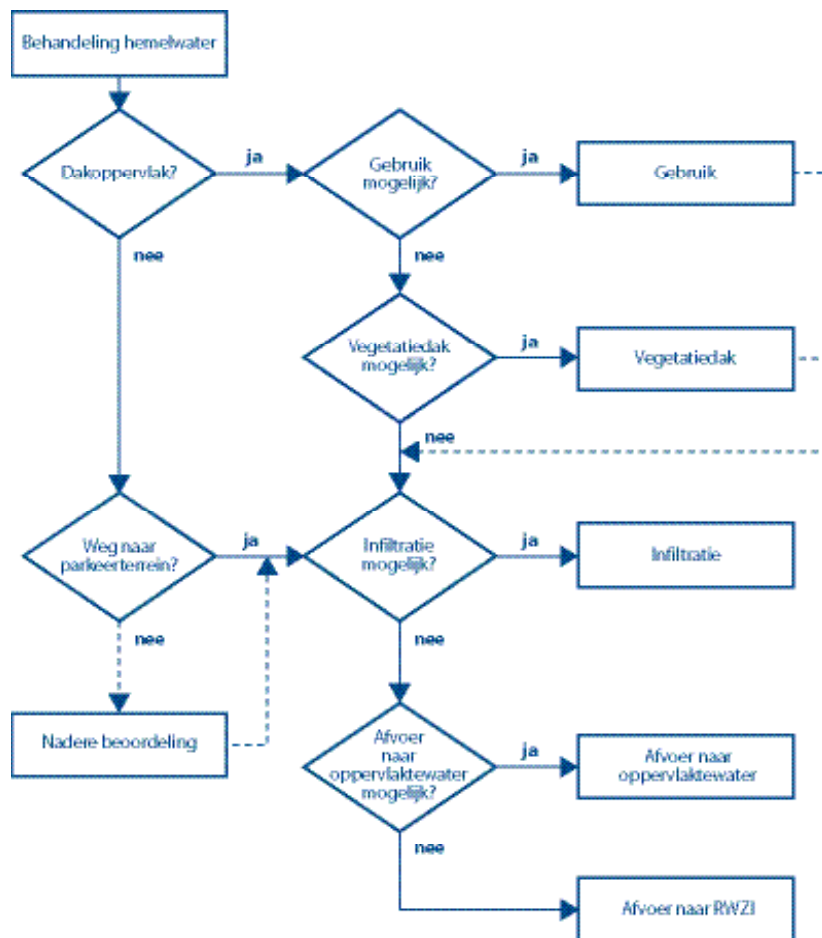 Behandeling hemelwater
Dakoppervlak?
ja
Gebruik
mogelijk?
ja
Gebruik
nee
nee
Vegetatiedak
mogelijk?
ja
Vegetatiedak
nee
Weg naar
parkeerterrein?
ja
Infiltratie
mogelijk?
ja
Infiltratie
nee
nee
Nadere beoordeling
Afvoer
naar
oppervlaktewater
mogelijk?
ja
Afvoer naar
oppervlaktewater
nee
Afvoer naar RWZI